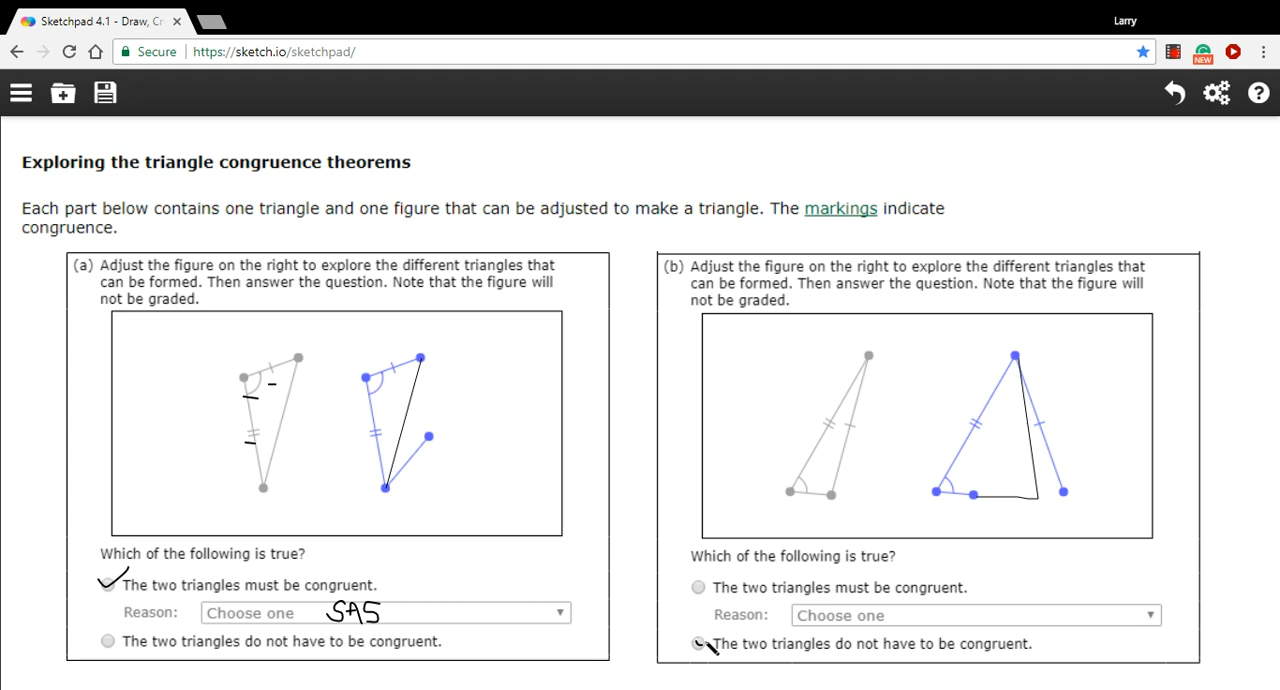 Sketchpad 4.1 - Draw, Cr
Larry
Secure https://sketch.io/sketchpad/
NEW
Exploring the triangle congruence theorems
Each part below contains one triangle and one figure that can be adjusted to make a triangle. The markings indicate
congruence.
(a) Adjust the figure on the right to explore the different triangles that
can be formed. Then answer the question. Note that the figure will
not be graded.
Which of the following is true?
The two triangles must be congruent.
Reason: Choose one SAS
The two triangles do not have to be congruent.
(b) Adjust the figure on the right to explore the different triangles that
can be formed. Then answer the question. Note that the figure will
not be graded.
Which of the following is true?
The two triangles must be congruent.
Reason: Choose one
The two triangles do not have to be congruent.